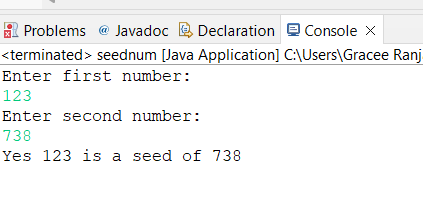 Problems @ Javadoc Declaration Console
<terminated> seednum [Java Application] C:\Users\Gracee Ranj
Enter first number:
123
Enter second number:
738
Yes 123 is a seed of 738